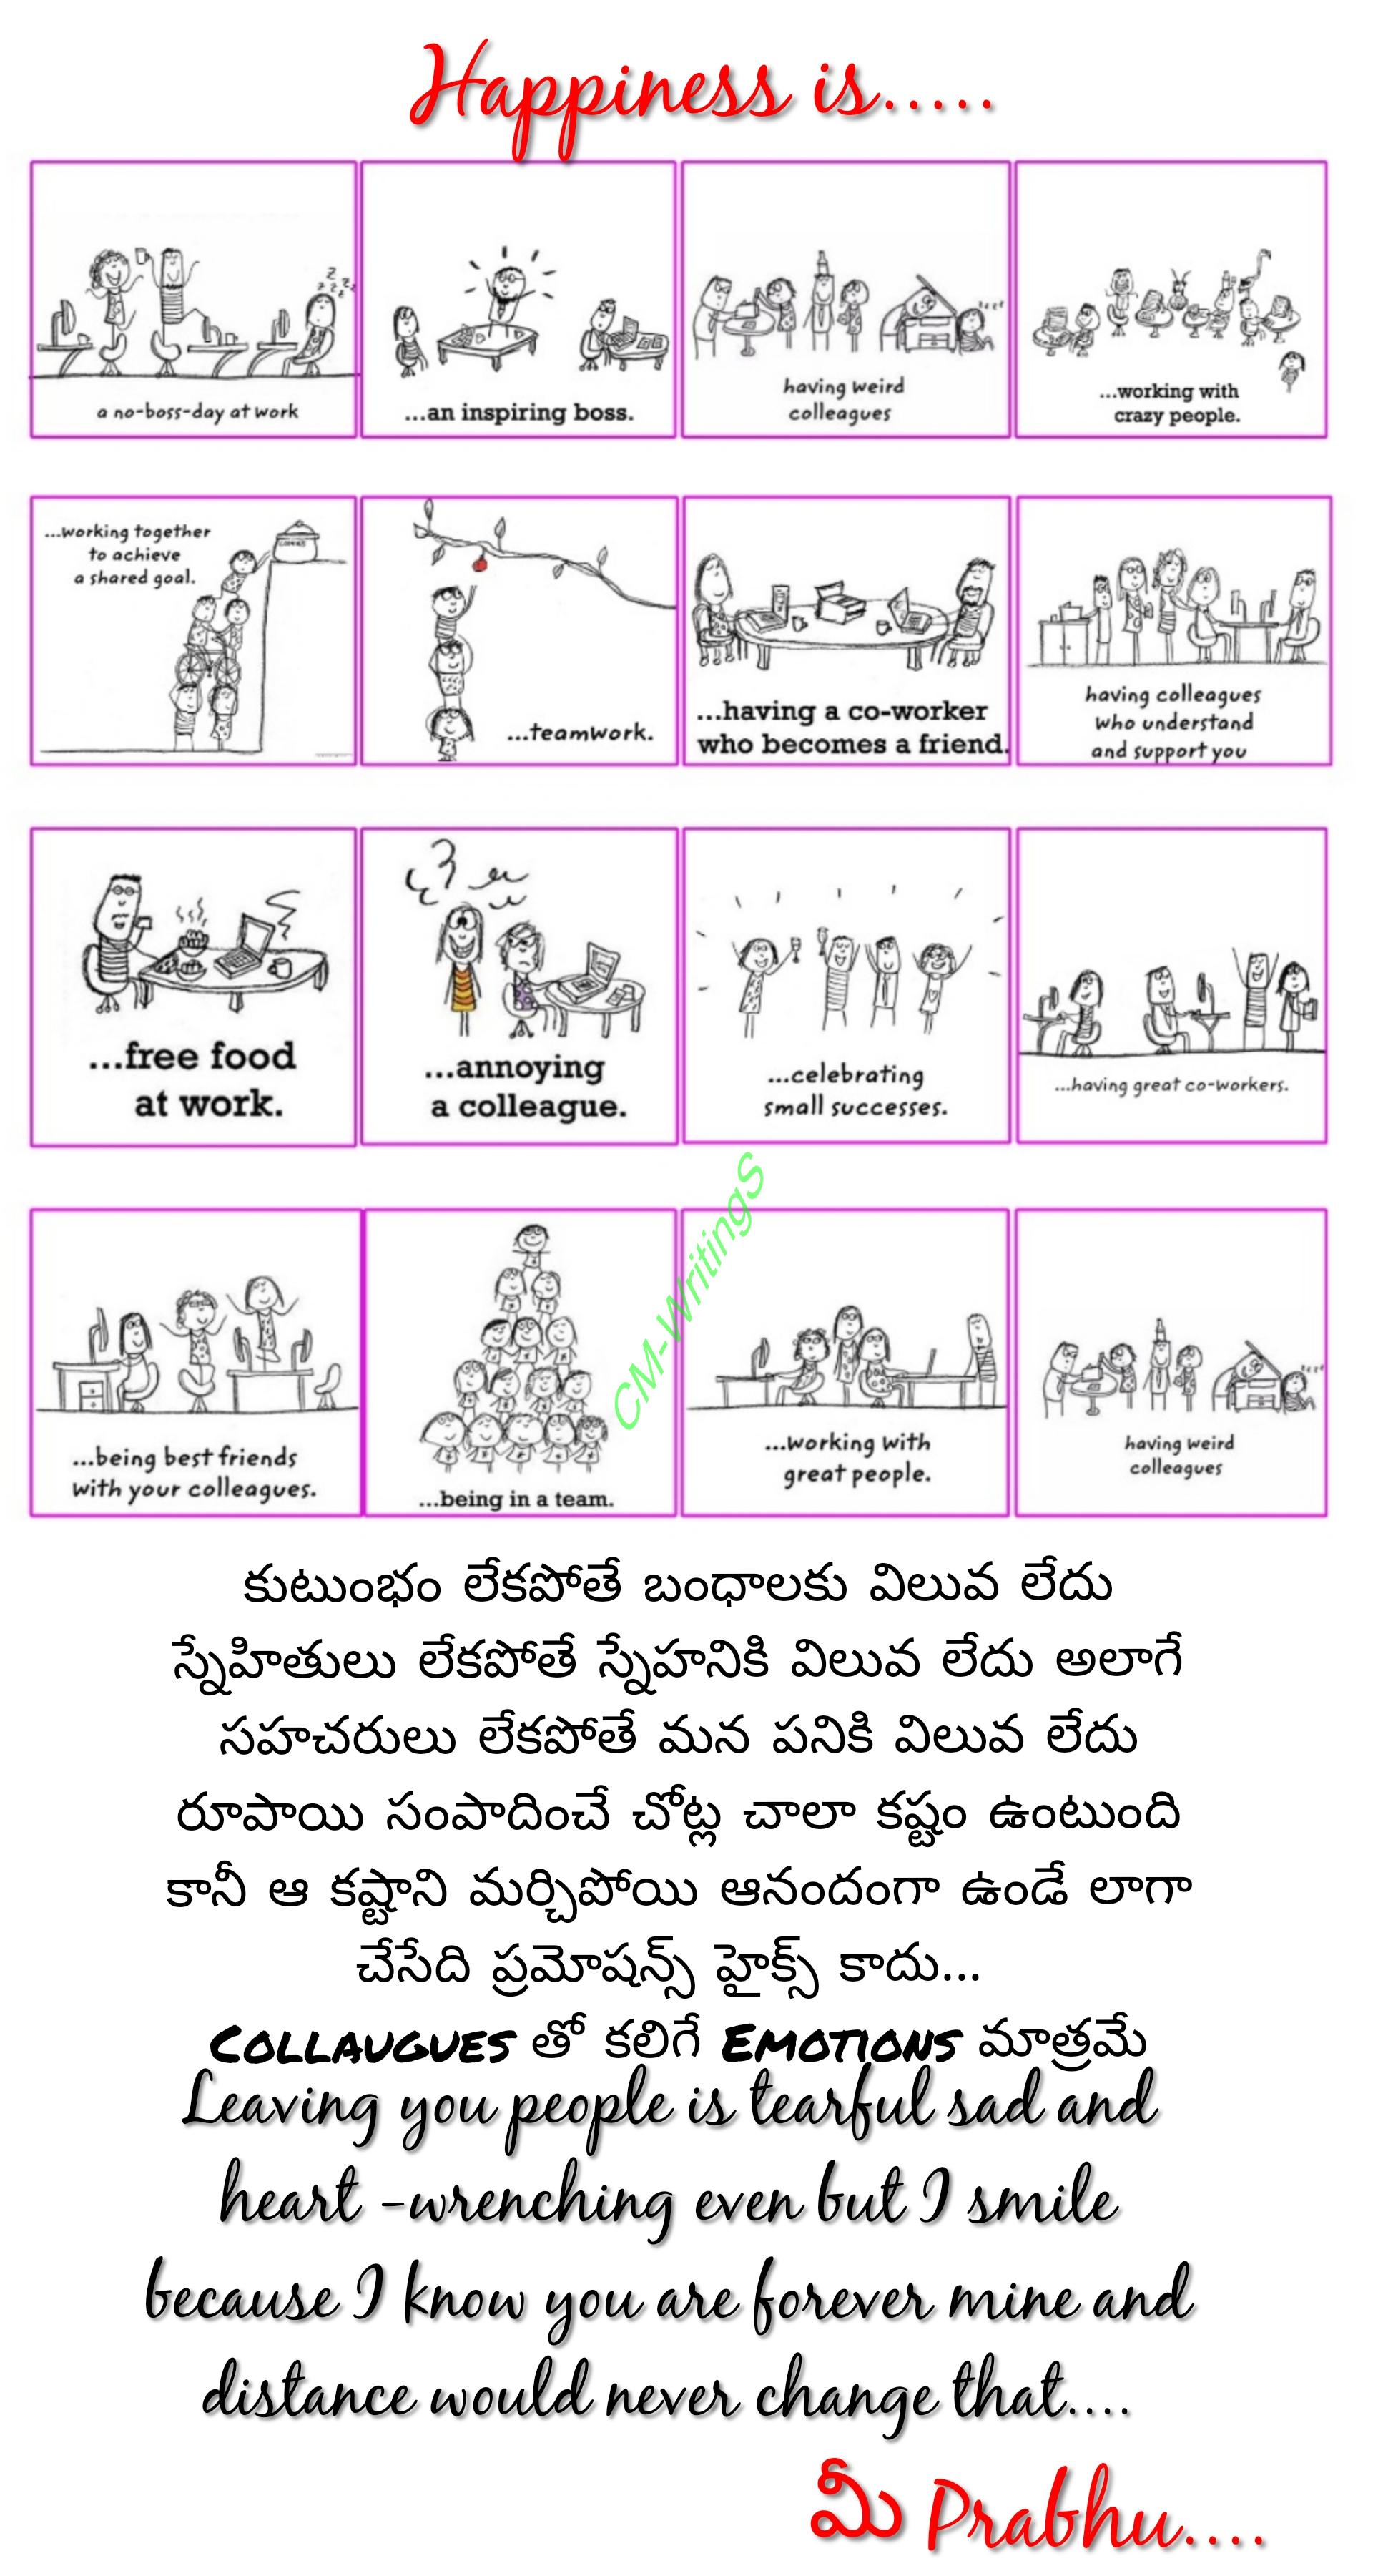 Happiness is.....
a no-boss-day at work
...an inspiring boss.
having weird
colleagues
...working with
crazy people.
...working together
to achieve
a shared goal.
...teamwork.
...having a co-worker
who becomes a friend.
having colleagues
who understand
and support you
...free food
at work.
...annoying
a colleague.
...celebrating
small successes.
...having great co-workers.
...being best friends
with your colleagues.
...being in a team.
...working with
great people.
having weird
colleagues
CM-WritingS
కుటుంభం లేకపోతే బంధాలకు విలువ లేదు
స్నేహితులు లేకపోతే స్నేహనికి విలువ లేదు అలాగే
సహచరులు లేకపోతే మన పనికి విలువ లేదు
రూపాయి సంపాదించే చోట్ల చాలా కష్టం ఉంటుంది
కానీ ఆ కష్టాని మర్చిపోయి ఆనందంగా ఉండే లాగా
చేసేది ప్రమోషన్స్ హైక్స్ కాదు...
COLLAUGUES తో కలిగే EMOTIONS మాత్రమే
Leaving you people is tearful sad and
heart -wrenching even but I smile
because I know you are forever mine and
distance would never change that....
మీ Prabhu....